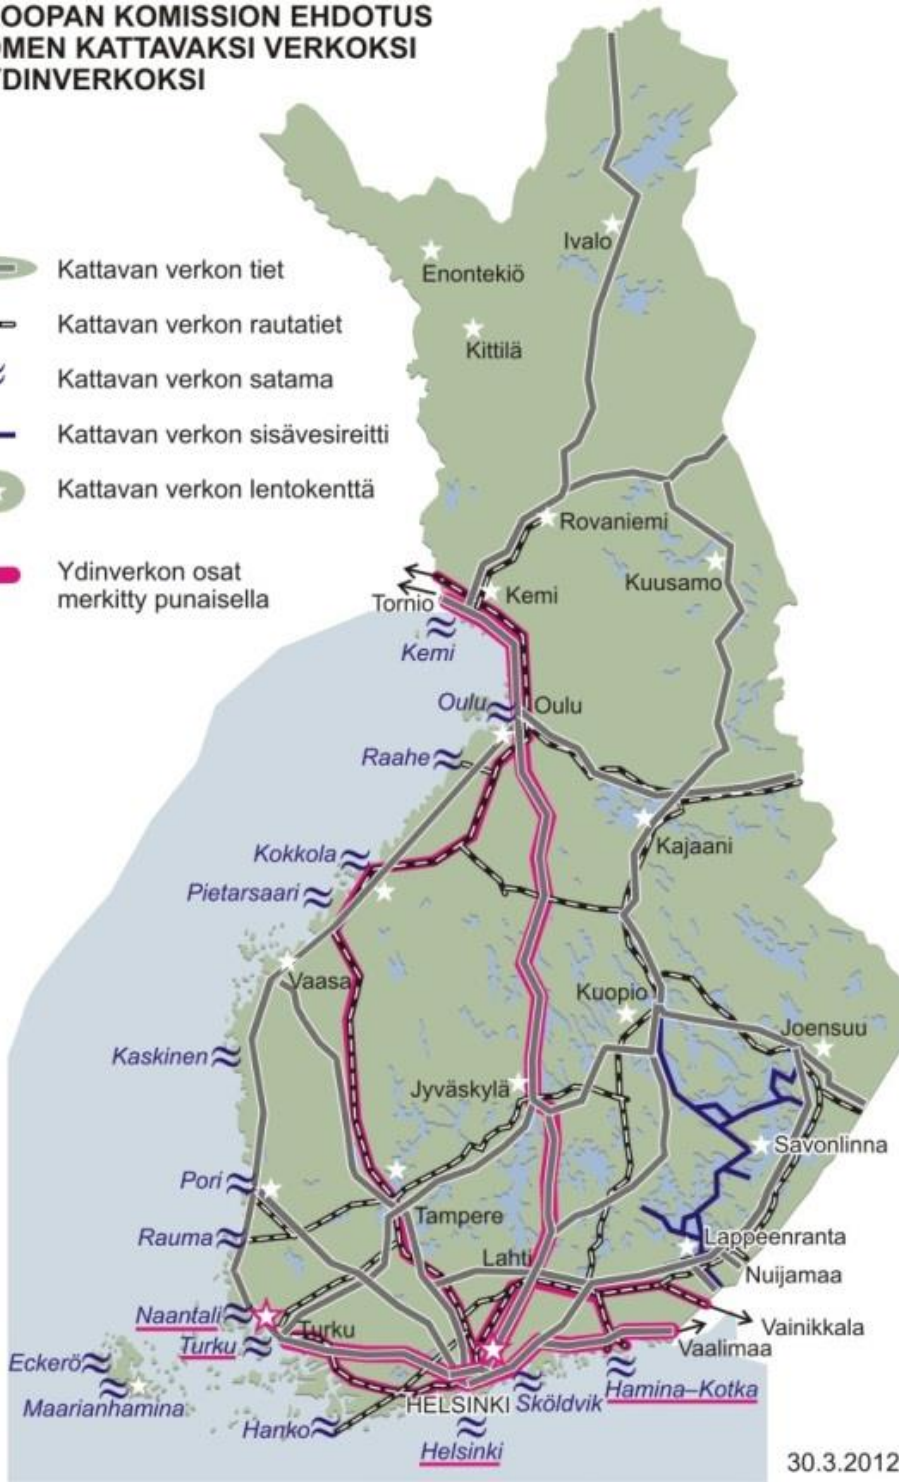 OOPAN KOMISSION EHDOTUS
OMEN KATTAVAKSI VERKOKSI
YDINVERKOKSI
Kattavan verkon tiet
Kattavan verkon rautatiet
Kattavan verkon satama
Kattavan verkon sisävesireitti
Kattavan verkon lentokenttä
Ydinverkon osat
merkitty punaisella
Ivalo
Enontekiö
Kittilä
Rovaniemi
Kuusamo
Kemi
Tornio
Kemi
Oulu
Oulu
Raahe
Kajaani
Kokkola
Pietarsaari
Vaasa
Kuopio
Joensuu
Kaskinen
Jyväskylä
Savonlinna
Pori
Tampere
Rauma
Lappeenranta
Lahti
Nuijamaa
Naantali
Turku
Turku
Vainikkala
Vaalimaa
Eckerö
Maarianhamina
Hanko
HELSINKI
Sköldvik
Hamina–Kotka
Helsinki
30.3.2012